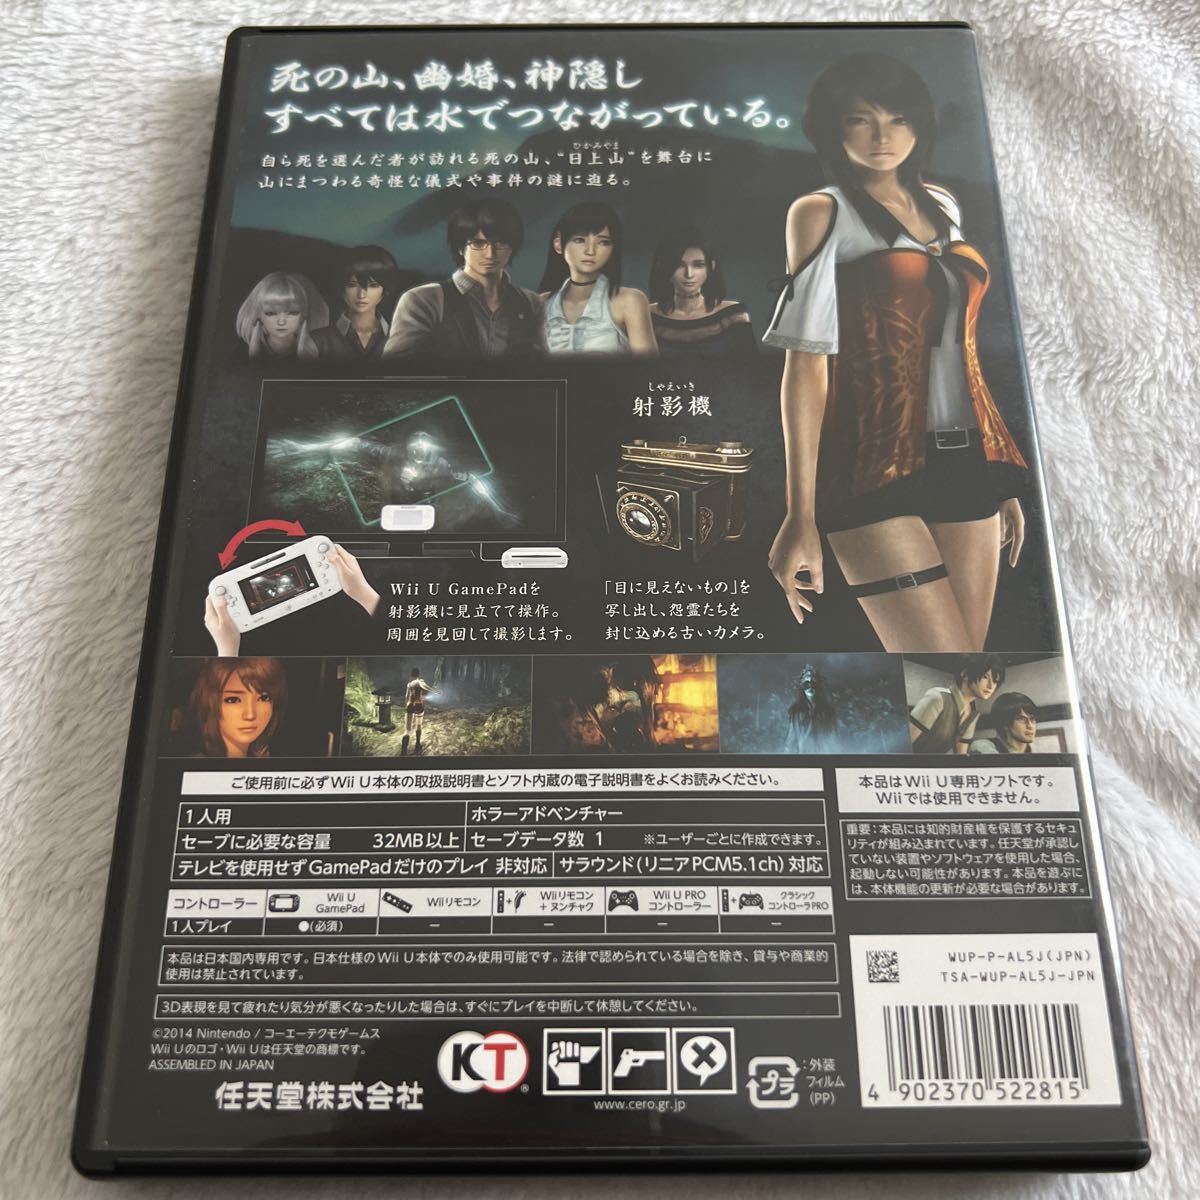 死の山、幽婚、神隠し
すべては水でつながっている。
自ら死を選んだ者が訪れる死の山、"日上山"を舞台に
ひかみやま
山にまつわる奇怪な儀式や事件の謎に迫る。
しゃえいき
射影機
Wii U GamePadを
射影機に見立てて操作。
周囲を見回して撮影します。
「目に見えないもの」を
写し出し、怨霊たちを
封じ込める古いカメラ。
ご使用前に必ずWii U本体の取扱説明書とソフト内蔵の電子説明書をよくお読みください。
1人用 ホラーアドベンチャー
セーブに必要な容量 32MB以上 セーブデータ数 1 ※ユーザーごとに作成できます。
テレビを使用せずGamePadだけのプレイ 非対応 サラウンド(リニアPCM5.1ch) 対応
コントローラー Wii U GamePad Wiiリモコン Wiiリモコン+ヌンチャク Wii U PROコントローラー クラシックコントローラPRO
1人プレイ ●(必須) − − − −
本品は日本国内専用です。日本仕様のWii U本体でのみ使用可能です。法律で認められている場合を除き、貸与や商業的
使用は禁止されています。
3D表現を見て疲れたり気分が悪くなったりした場合は、すぐにプレイを中断して休憩してください。
本品はWii U専用ソフトです。
Wiiでは使用できません。
重要：本品には知的財産権を保護するセキュ
リティが組み込まれています。任天堂が承認し
ていない装置やソフトウェアを使用した場合、
起動しない可能性があります。本品を遊ぶに
は、本体機能の更新が必要な場合があります。
WUP-P-AL5J(JPN)
TSA-WUP-AL5J-JPN
4 902370 522815
©2014 Nintendo / コーエーテクモゲームス
Wii Uのロゴ・Wii Uは任天堂の商標です。
ASSEMBLED IN JAPAN
任天堂株式会社
KT
www.cero.gr.jp
プラ
：外装
フィルム
(PP)